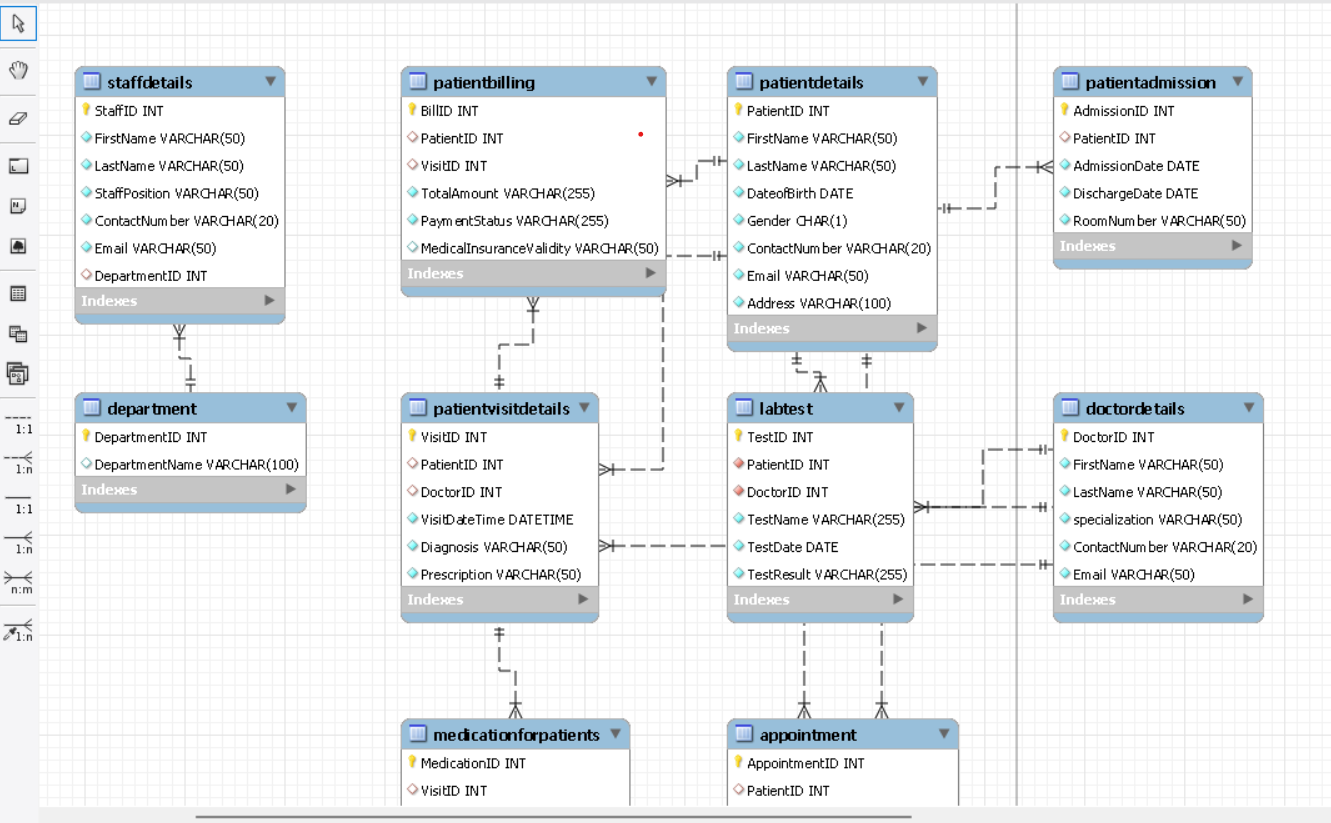 staffdetails
StaffID INT
FirstName VARCHAR(50)
LastName VARCHAR(50)
StaffPosition VARCHAR(50)
ContactNumber VARCHAR(20)
Email VARCHAR(50)
DepartmentID INT
Indexes
patientbilling
BillID INT
PatientID INT
VisitID INT
TotalAmount VARCHAR(255)
PaymentStatus VARCHAR(255)
MedicalInsuranceValidity VARCHAR(50)
Indexes
patientdetails
PatientID INT
FirstName VARCHAR(50)
LastName VARCHAR(50)
DateofBirth DATE
Gender CHAR(1)
ContactNumber VARCHAR(20)
Email VARCHAR(50)
Address VARCHAR(100)
Indexes
patientadmission
AdmissionID INT
PatientID INT
AdmissionDate DATE
DischargeDate DATE
RoomNumber VARCHAR(50)
Indexes
department
DepartmentID INT
DepartmentName VARCHAR(100)
Indexes
patientvisitdetails
VisitID INT
PatientID INT
DoctorID INT
VisitDateTime DATETIME
Diagnosis VARCHAR(50)
Prescription VARCHAR(50)
Indexes
labtest
TestID INT
PatientID INT
DoctorID INT
TestName VARCHAR(255)
TestDate DATE
TestResult VARCHAR(255)
Indexes
doctordetails
DoctorID INT
FirstName VARCHAR(50)
LastName VARCHAR(50)
specialization VARCHAR(50)
ContactNumber VARCHAR(20)
Email VARCHAR(50)
Indexes
medicationforpatients
MedicationID INT
VisitID INT
appointment
AppointmentID INT
PatientID INT
1:1
1:n
1:1
1:n
n:m
1:n